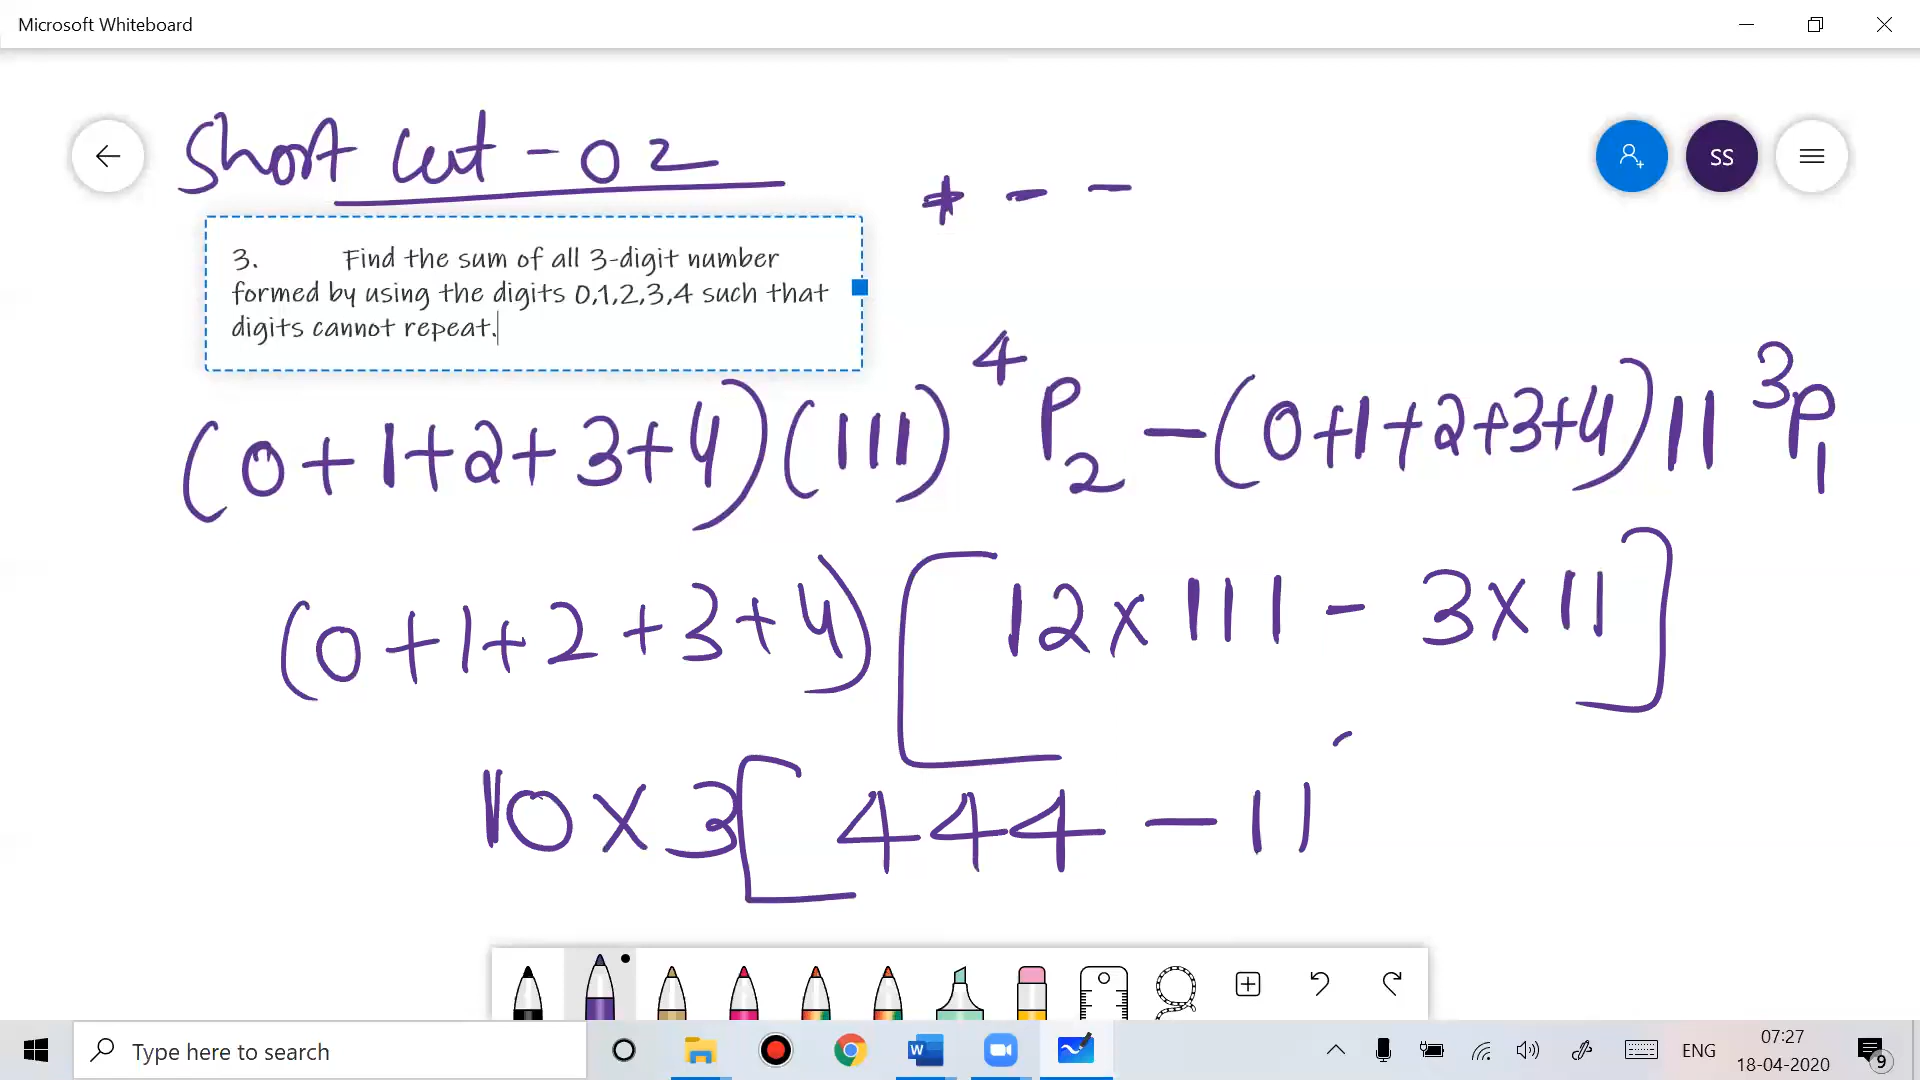 Microsoft Whiteboard
Short cut - 02
* - -
SS
3. Find the sum of all 3-digit number
formed by using the digits 0,1,2,3,4 such that
digits cannot repeat.
(0+1+2+3+4)(111) ⁴P₂ - (0+1+2+3+4) 11 ³P₁
(0+1+2+3+4) [12 x 111 - 3 x 11]
10 x 3 [444 - 11
Type here to search
W
ENG
07:27
18-04-2020
9